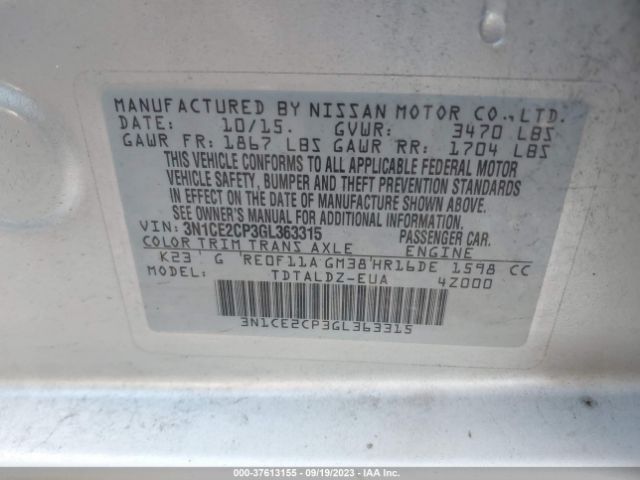 MANUFACTURED BY NISSAN MOTOR CO.,LTD.
DATE: 10/15. GVWR: 3470 LBS
GAWR FR: 1867 LBS GAWR RR: 1704 LBS
THIS VEHICLE CONFORMS TO ALL APPLICABLE FEDERAL MOTOR
VEHICLE SAFETY, BUMPER AND THEFT PREVENTION STANDARDS
IN EFFECT ON THE DATE OF MANUFACTURE SHOWN ABOVE.
SEE OWNER'S MANUAL FOR ADDITIONAL INFORMATION.
VIN: 3N1CE2CP3GL363315 PASSENGER CAR.
COLOR TRIM TRANS AXLE ENGINE
K23 G RE0F11A GM38 HR16DE 1598 CC
MODEL: TDTALDZ-EUA 4Z000
3N1CE2CP3GL363315
000-37613155 - 09/19/2023 - IAAI.COM